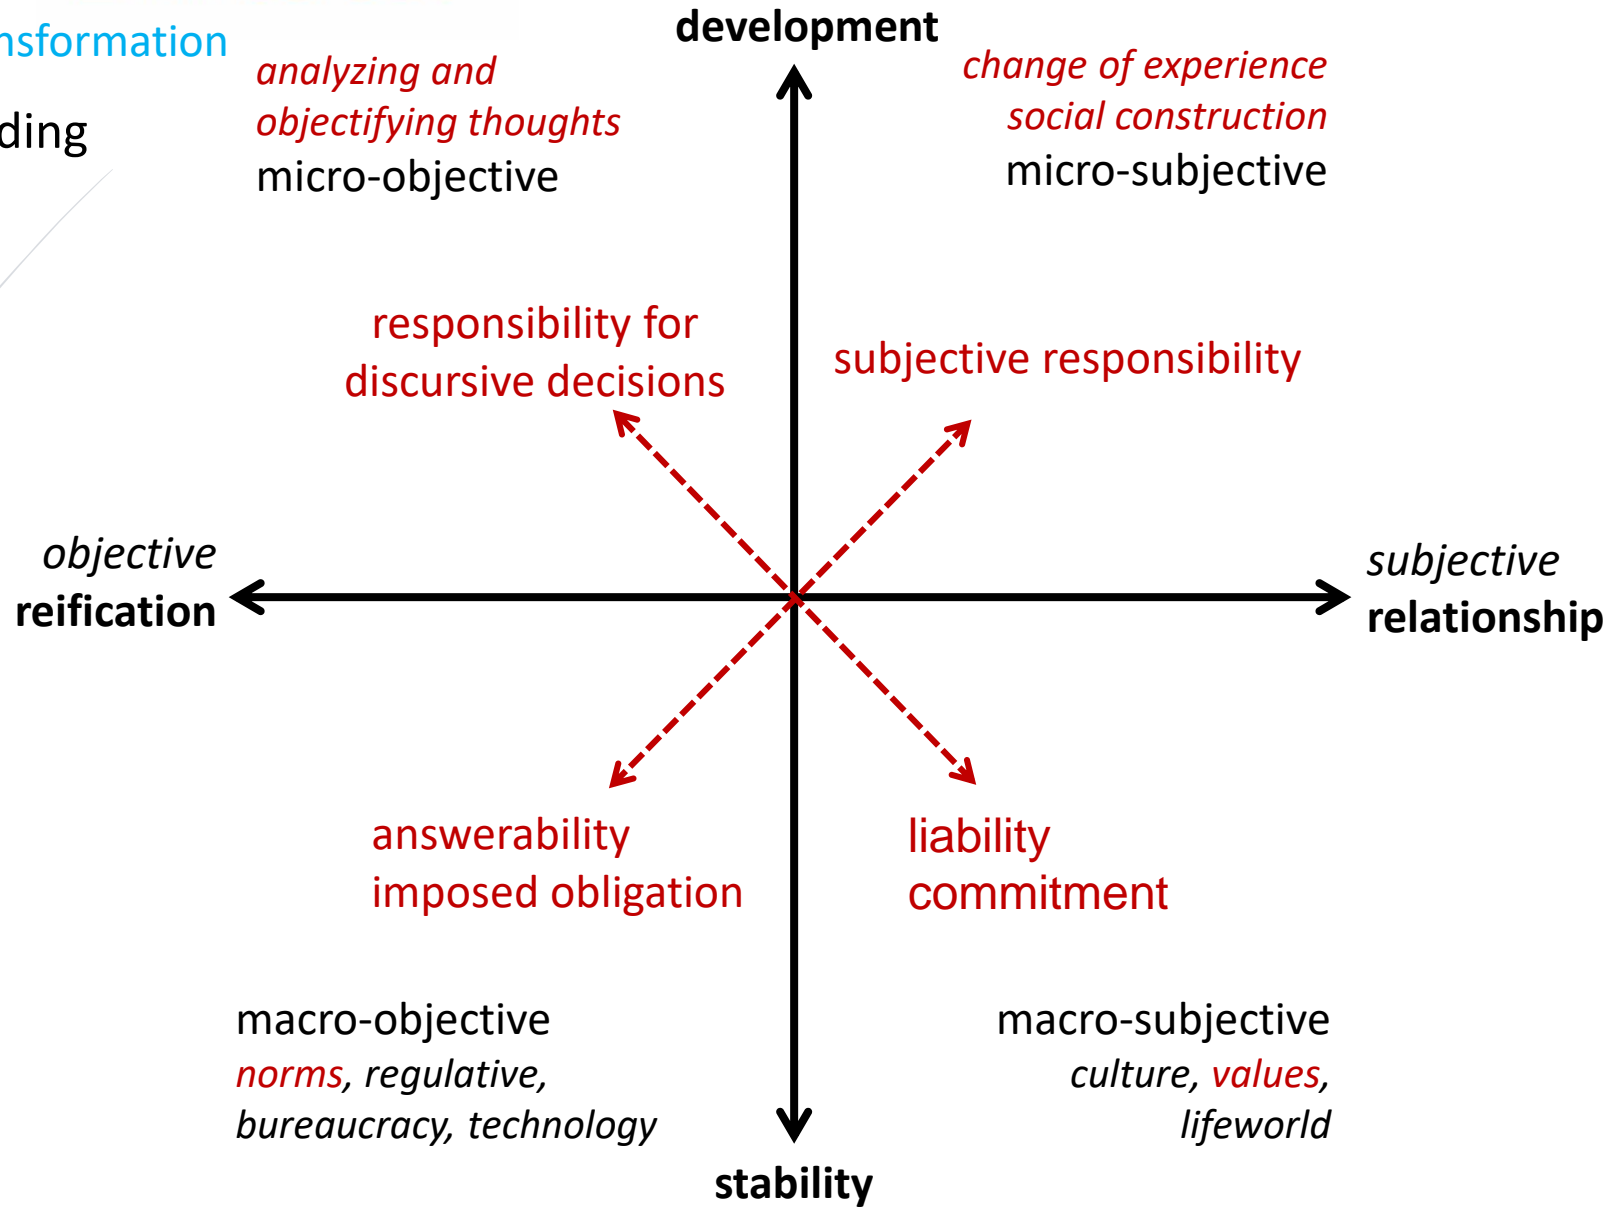 nsformation
ding
development
analyzing and
objectifying thoughts
micro-objective
change of experience
social construction
micro-subjective
responsibility for
discursive decisions
subjective responsibility
objective
reification
subjective
relationship
answerability
imposed obligation
liability
commitment
macro-objective
norms, regulative,
bureaucracy, technology
macro-subjective
culture, values,
lifeworld
stability